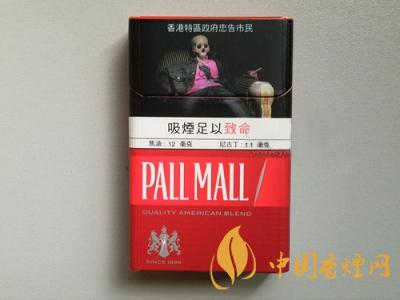 香港特區政府忠告市民
吸煙足以致命
焦油：12 毫克 尼古丁：1.1 毫克
PALL MALL
QUALITY AMERICAN BLEND
SINCE 1899
中国香烟网